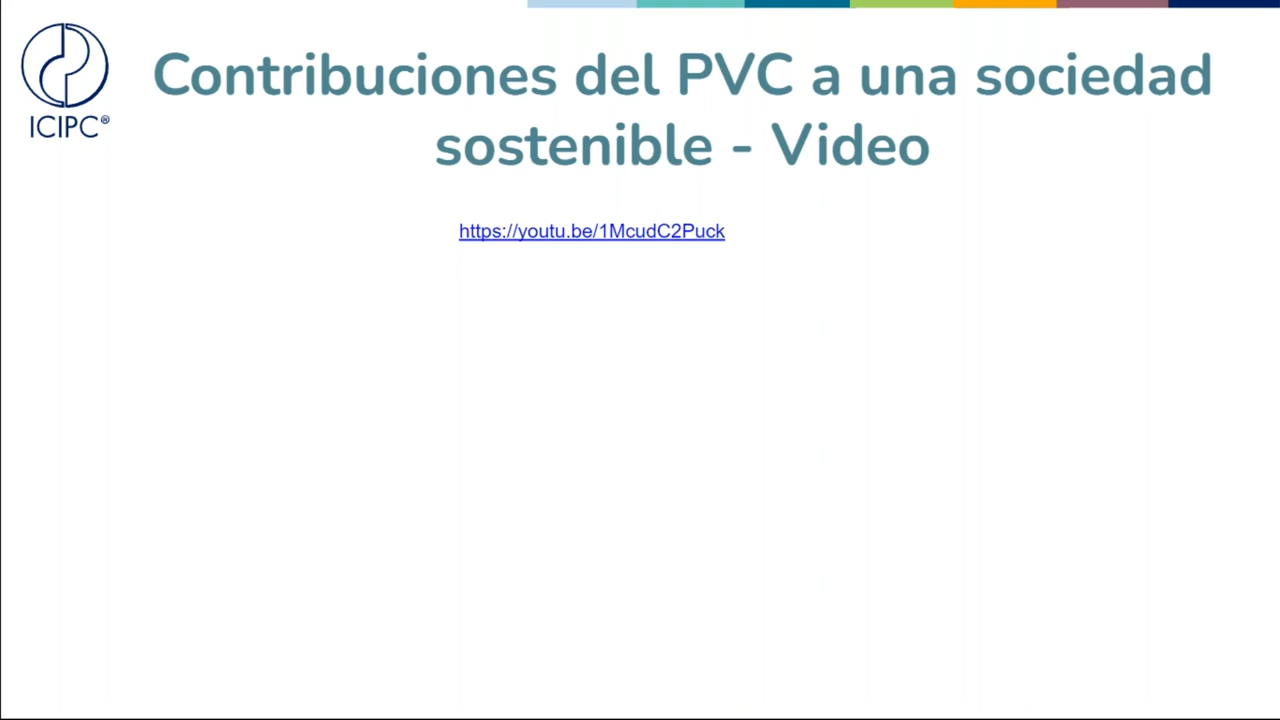 Contribuciones del PVC a una sociedad
sostenible - Video
ICIPC®
https://youtu.be/1McudC2Puck